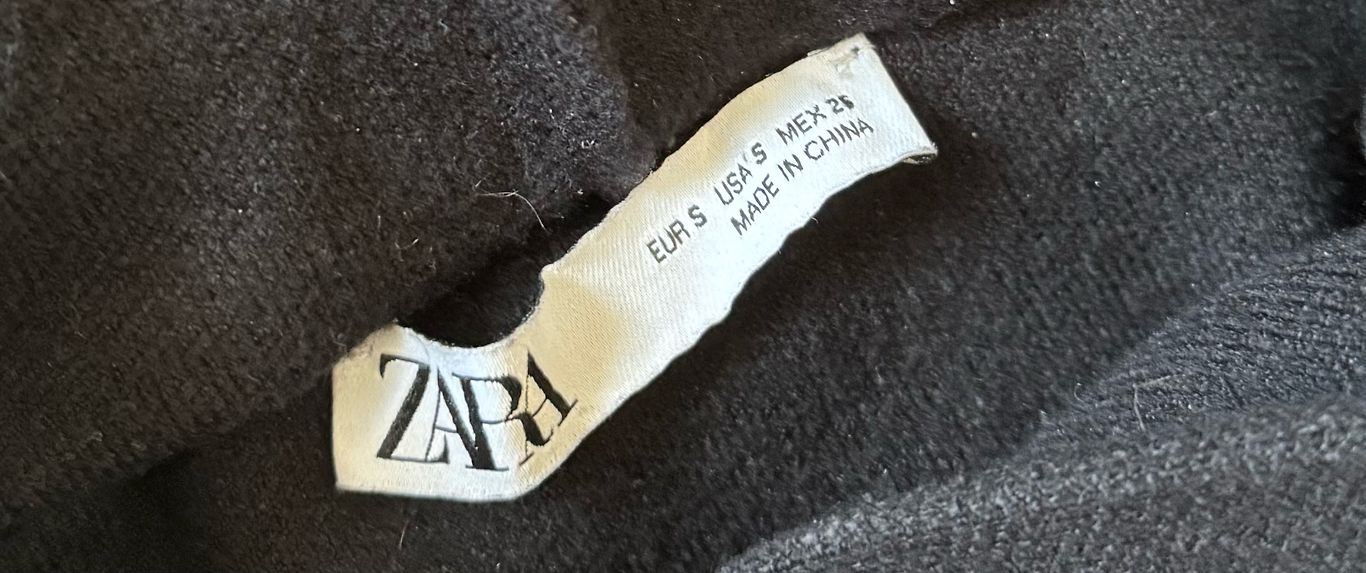 ZARA
EUR S USA S MEX 26
MADE IN CHINA